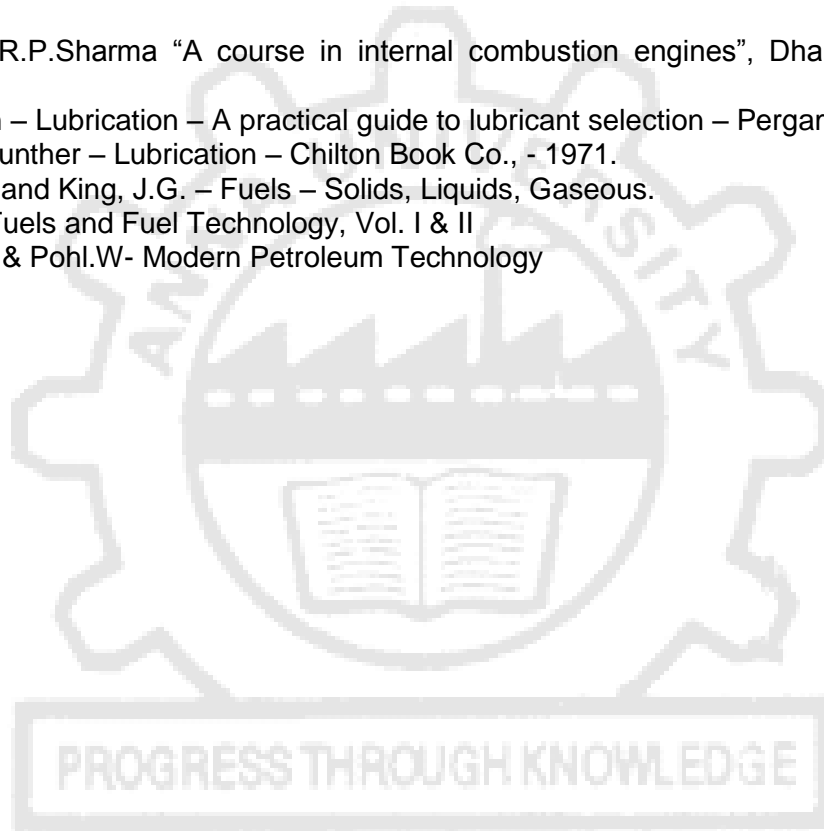 R.P.Sharma “A course in internal combustion engines”, Dha
– Lubrication – A practical guide to lubricant selection – Pergar
unther – Lubrication – Chilton Book Co., - 1971.
and King, J.G. – Fuels – Solids, Liquids, Gaseous.
Fuels and Fuel Technology, Vol. I & II
& Pohl.W- Modern Petroleum Technology
UNIVERSITY
PROGRESS THROUGH KNOWLEDGE